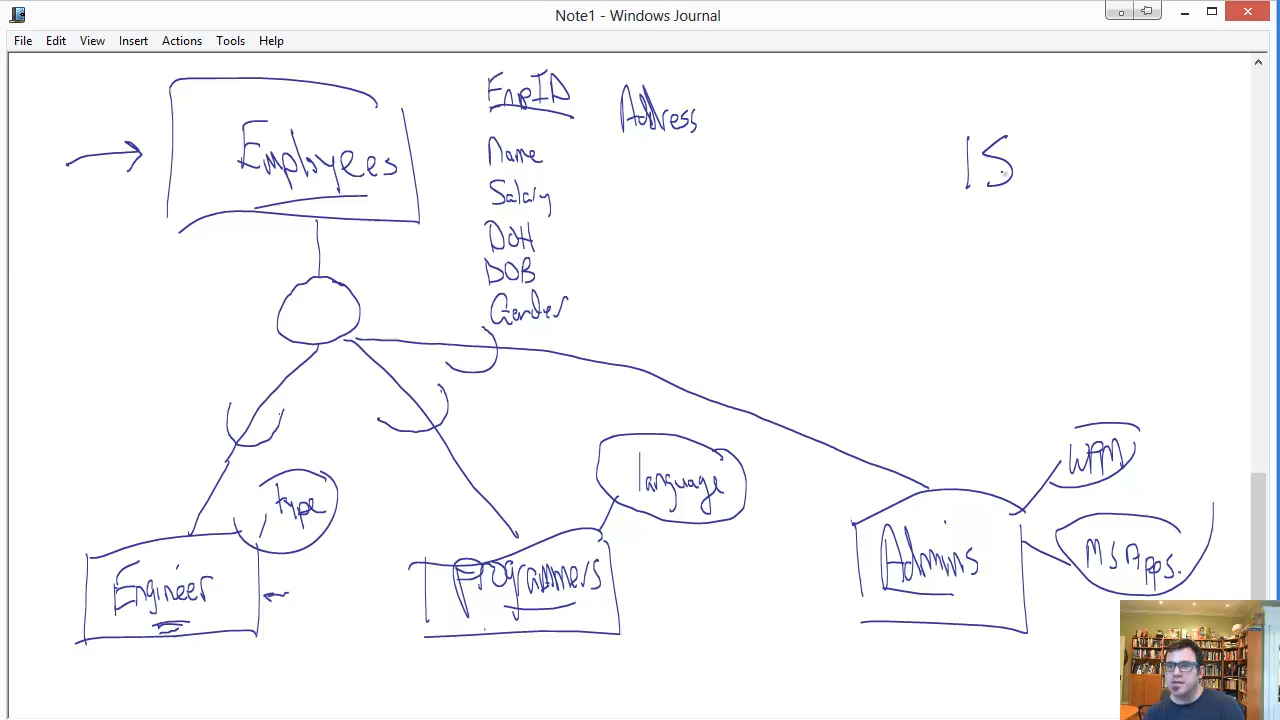 Note1 - Windows Journal
File Edit View Insert Actions Tools Help
EmpID
Address
Employees
Name
IS
Salary
DOH
DOB
Gender
WPM
language
type
MS Apps.
Engineer
Programmers
Admins